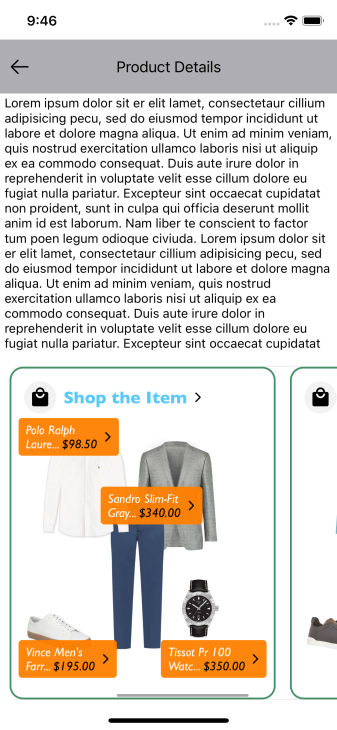 9:46
Product Details
Lorem ipsum dolor sit er elit lamet, consectetaur cillium
adipisicing pecu, sed do eiusmod tempor incididunt ut
labore et dolore magna aliqua. Ut enim ad minim veniam,
quis nostrud exercitation ullamco laboris nisi ut aliquip
ex ea commodo consequat. Duis aute irure dolor in
reprehenderit in voluptate velit esse cillum dolore eu
fugiat nulla pariatur. Excepteur sint occaecat cupidatat
non proident, sunt in culpa qui officia deserunt mollit
anim id est laborum. Nam liber te conscient to factor
tum poen legum odioque civiuda. Lorem ipsum dolor sit
er elit lamet, consectetaur cillium adipisicing pecu, sed
do eiusmod tempor incididunt ut labore et dolore magna
aliqua. Ut enim ad minim veniam, quis nostrud
exercitation ullamco laboris nisi ut aliquip ex ea
commodo consequat. Duis aute irure dolor in
reprehenderit in voluptate velit esse cillum dolore eu
fugiat nulla pariatur. Excepteur sint occaecat cupidatat
Shop the Item
Polo Ralph
Laure... $98.50
Sandro Slim-Fit
Gray... $340.00
Vince Men's
Farr... $195.00
Tissot Pr 100
Watc... $350.00